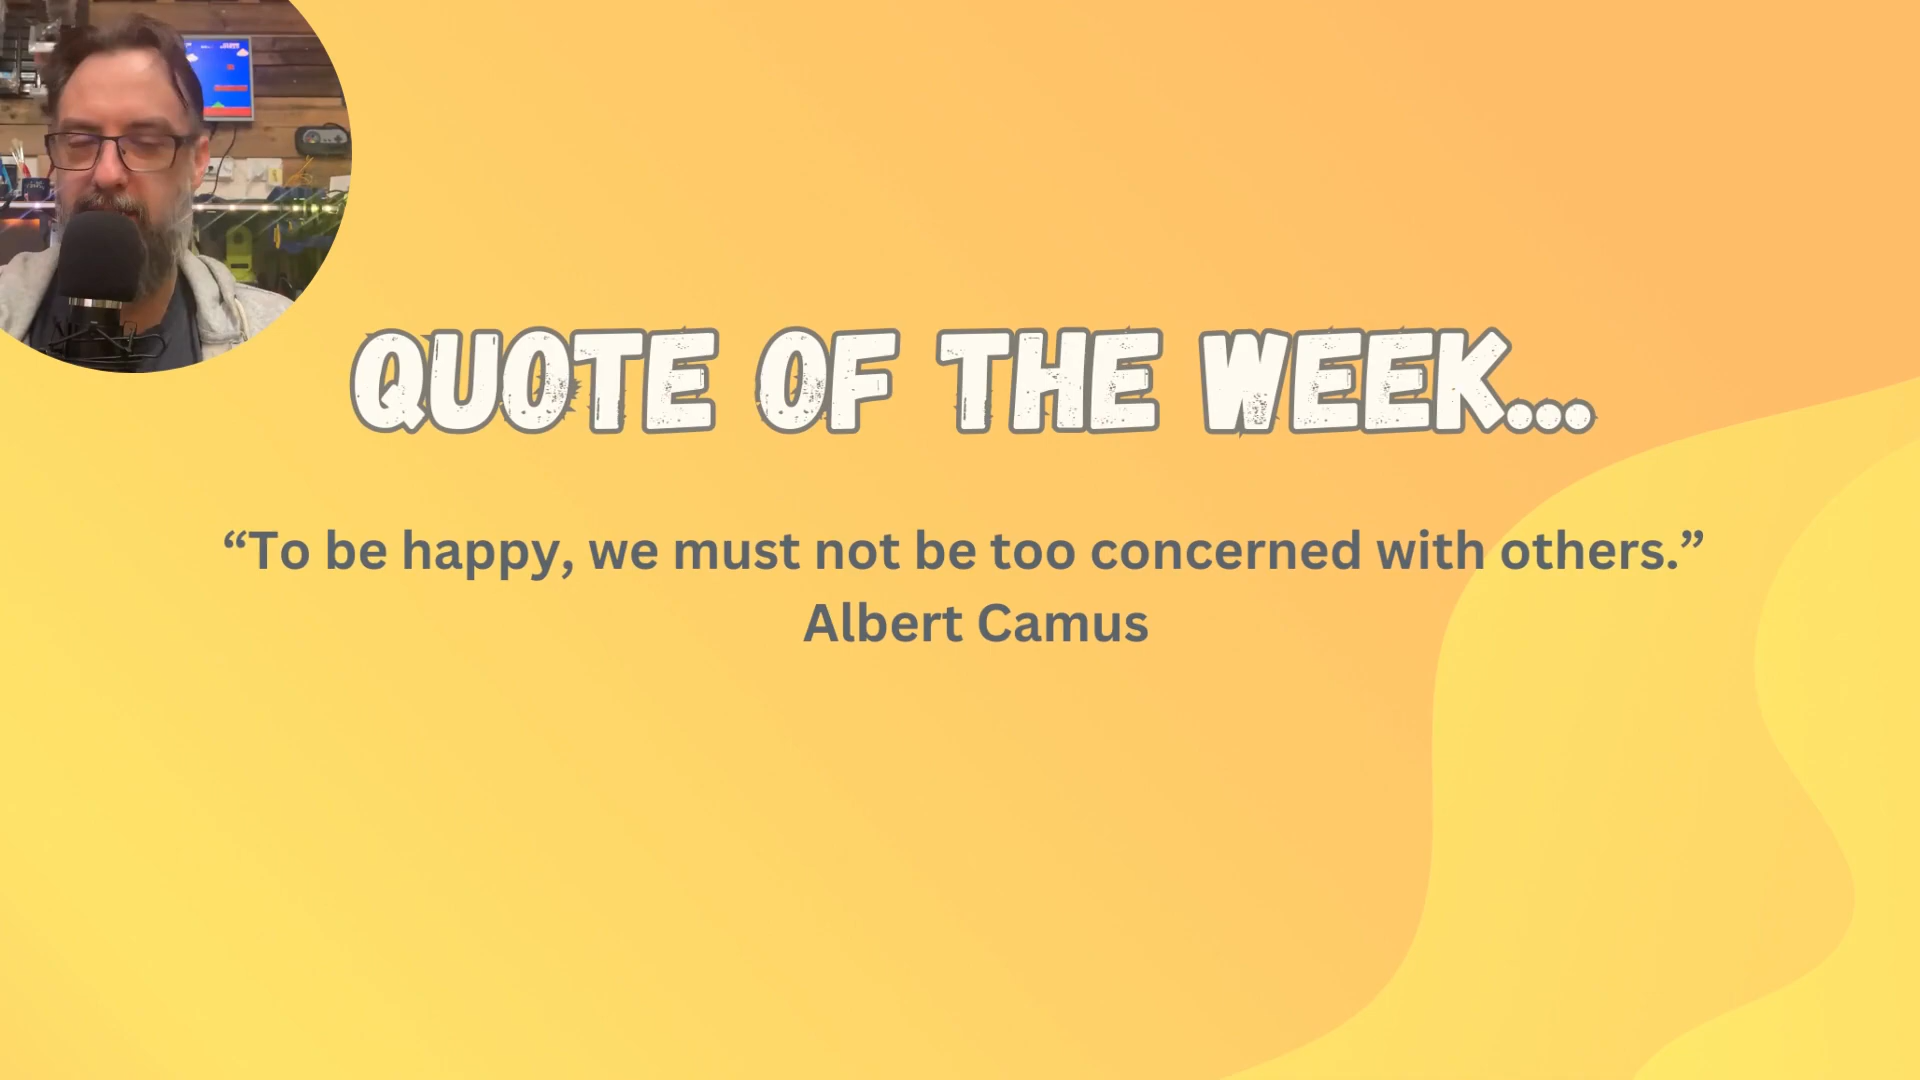 QUOTE OF THE WEEK...
“To be happy, we must not be too concerned with others.”
Albert Camus